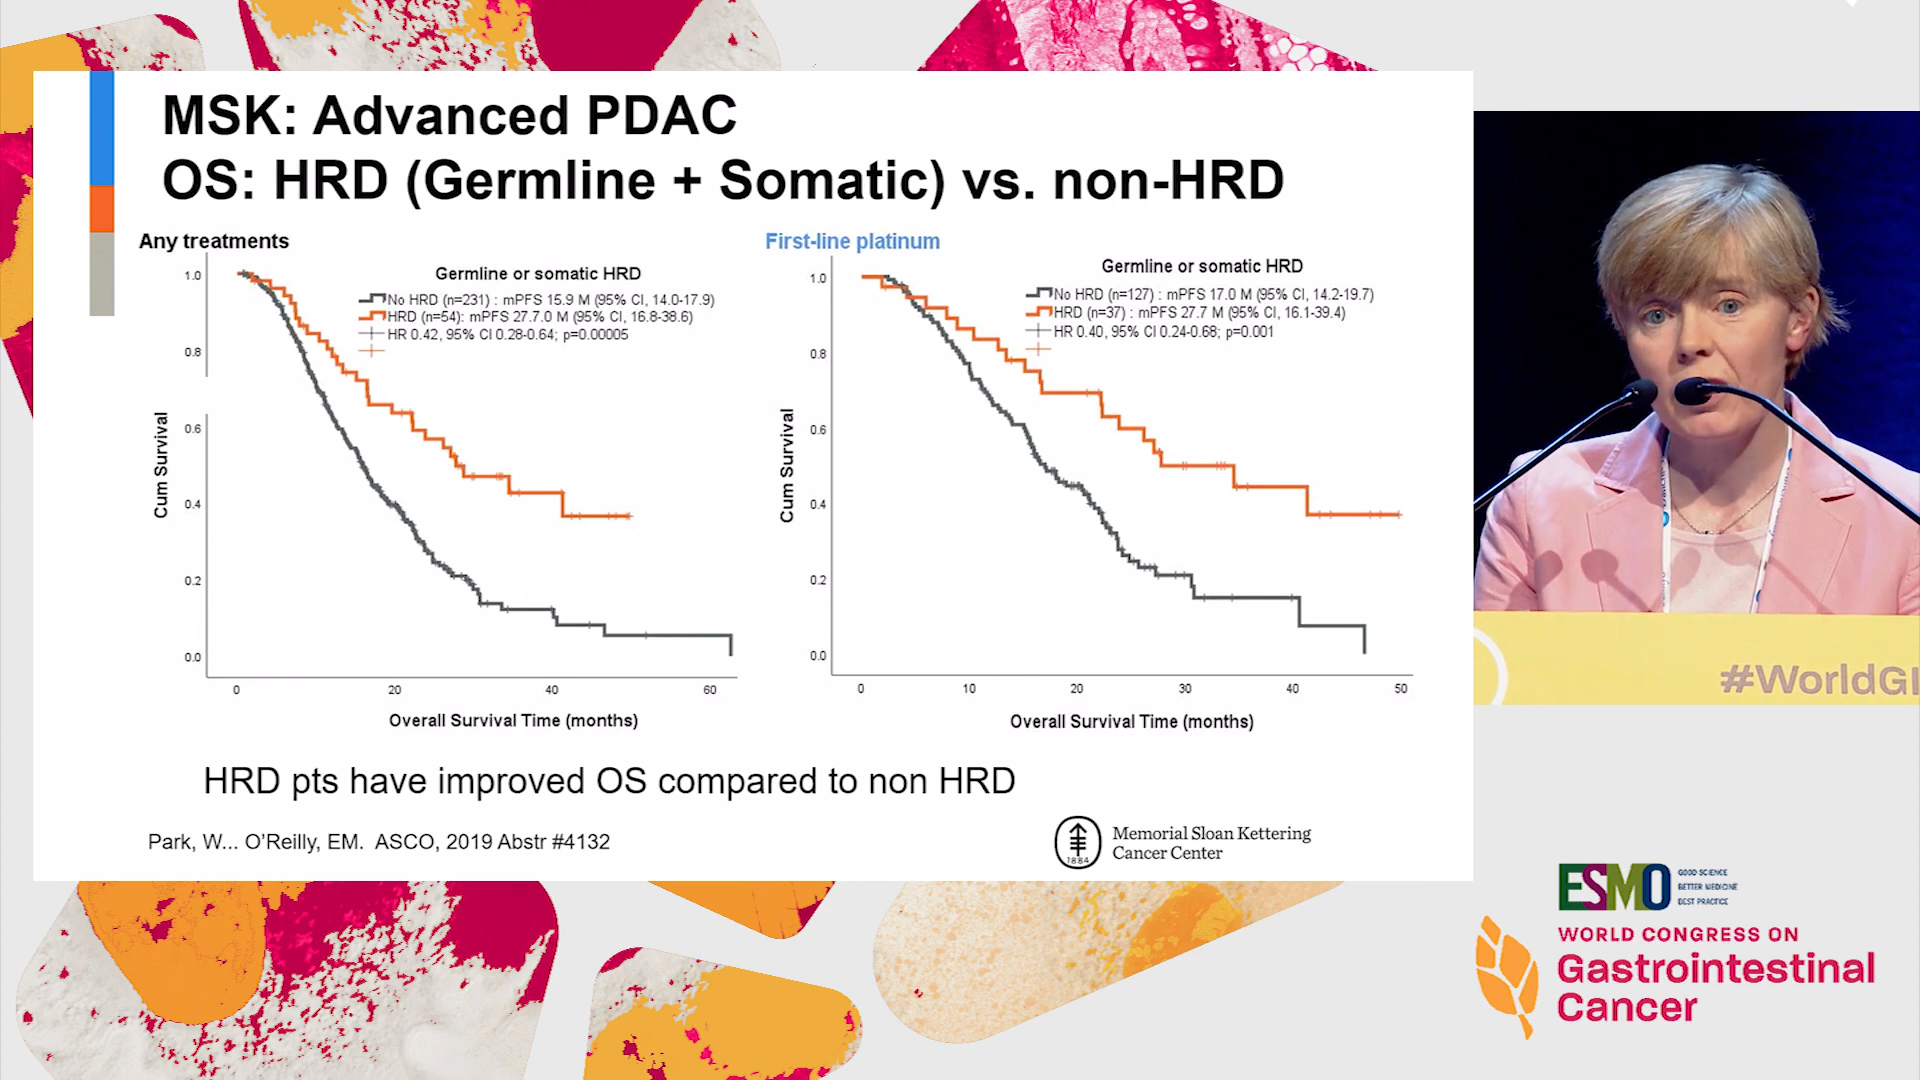 MSK: Advanced PDAC
OS: HRD (Germline + Somatic) vs. non-HRD
Any treatments
Germline or somatic HRD
No HRD (n=231) : mPFS 15.9 M (95% CI, 14.0-17.9)
HRD (n=54): mPFS 27.7.0 M (95% CI, 16.8-38.6)
HR 0.42, 95% CI 0.28-0.64; p=0.00005
Cum Survival
1.0
0.8
0.6
0.4
0.2
0.0
0 20 40 60
Overall Survival Time (months)
First-line platinum
Germline or somatic HRD
No HRD (n=127) : mPFS 17.0 M (95% CI, 14.2-19.7)
HRD (n=37) : mPFS 27.7 M (95% CI, 16.1-39.4)
HR 0.40, 95% CI 0.24-0.68; p=0.001
Cum Survival
1.0
0.8
0.6
0.4
0.2
0.0
0 10 20 30 40 50
Overall Survival Time (months)
HRD pts have improved OS compared to non HRD
Park, W... O'Reilly, EM. ASCO, 2019 Abstr #4132
1884
Memorial Sloan Kettering
Cancer Center
#WorldGI
ESMO
GOOD SCIENCE
BETTER MEDICINE
BEST PRACTICE
WORLD CONGRESS ON
Gastrointestinal
Cancer